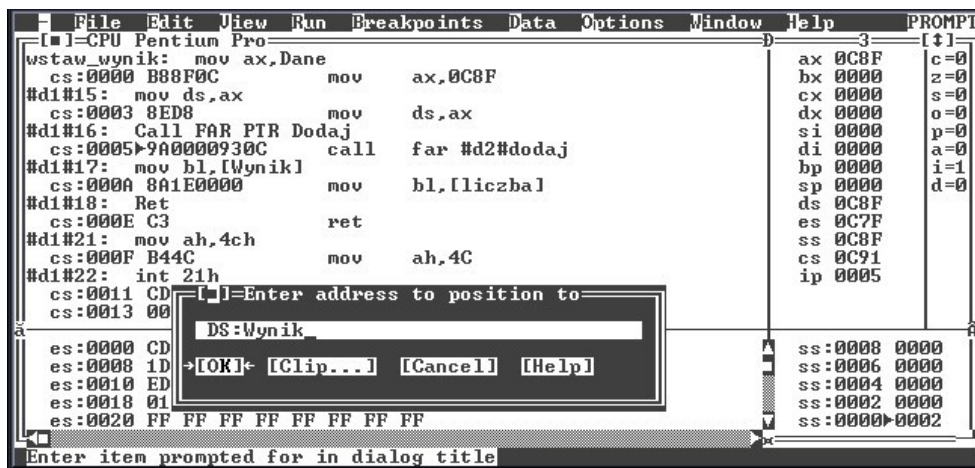 - File Edit View Run Breakpoints Data Options Window Help PROMPT
[■]=CPU Pentium Pro 3 [↕]
wstaw_wynik: mov ax,Dane
cs:0000 B88F0C mov ax,0C8F
#d1#15: mov ds,ax
cs:0003 8ED8 mov ds,ax
#d1#16: Call FAR PTR Dodaj
cs:0005►9A0000930C call far #d2#dodaj
#d1#17: mov bl,[Wynik]
cs:000A 8A1E0000 mov bl,[liczba]
#d1#18: Ret
cs:000E C3 ret
#d1#21: mov ah,4ch
cs:000F B44C mov ah,4C
#d1#22: int 21h
cs:0011 CD
cs:0013 00
ax 0C8F c=0
bx 0000 z=0
cx 0000 s=0
dx 0000 o=0
si 0000 p=0
di 0000 a=0
bp 0000 i=1
sp 0000 d=0
ds 0C8F
es 0C7F
ss 0C8F
cs 0C91
ip 0005
[■]=Enter address to position to
DS:Wynik_
→[OK]← [Clip...] [Cancel] [Help]
es:0000 CD
es:0008 1D
es:0010 ED
es:0018 01
es:0020 FF FF FF FF FF FF FF FF
ss:0008 0000
ss:0006 0000
ss:0004 0000
ss:0002 0000
ss:0000►0002
Enter item prompted for in dialog title